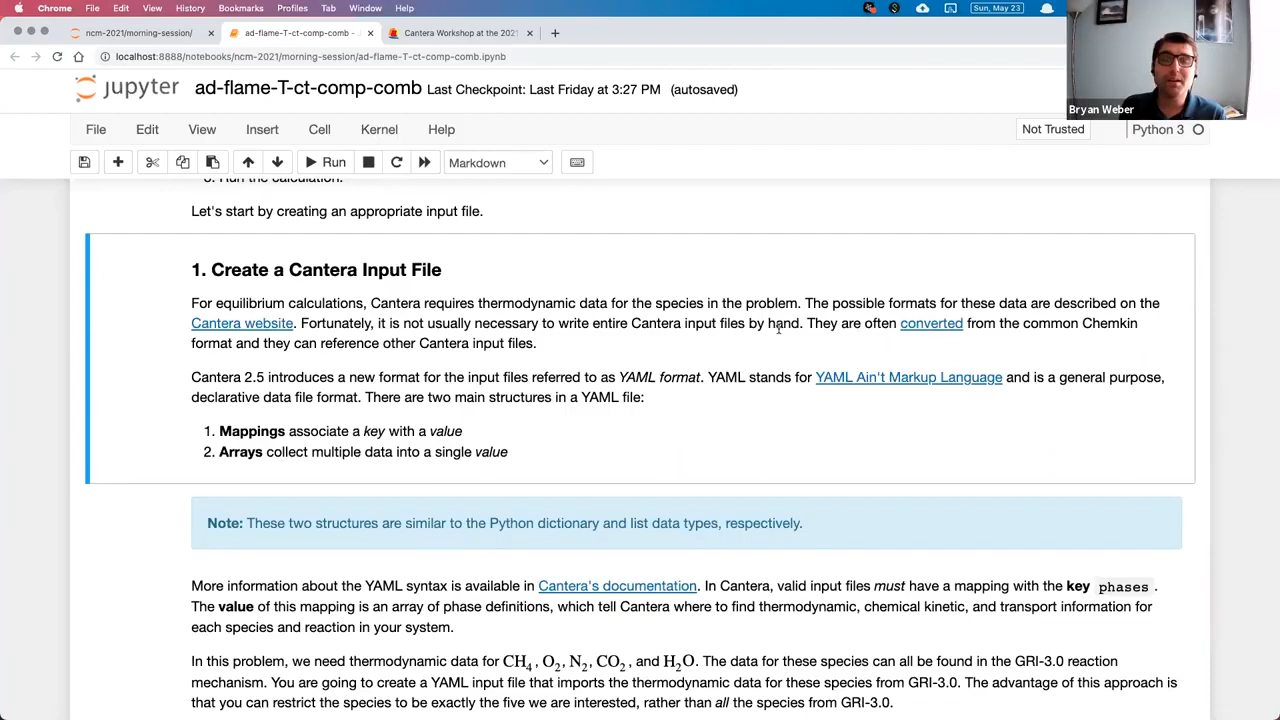 Chrome File Edit View History Bookmarks Profiles Tab Window Help
Sun, May 23
ncm-2021/morning-session/ × ad-flame-T-ct-comp-comb - × Cantera Workshop at the 202 × +
localhost:8888/notebooks/ncm-2021/morning-session/ad-flame-T-ct-comp-comb.ipynb
jupyter ad-flame-T-ct-comp-comb Last Checkpoint: Last Friday at 3:27 PM (autosaved)
Bryan Weber
File Edit View Insert Cell Kernel Help Not Trusted Python 3
Run Markdown
Run the calculation.
Let's start by creating an appropriate input file.
1. Create a Cantera Input File
For equilibrium calculations, Cantera requires thermodynamic data for the species in the problem. The possible formats for these data are described on the
Cantera website. Fortunately, it is not usually necessary to write entire Cantera input files by hand. They are often converted from the common Chemkin
format and they can reference other Cantera input files.
Cantera 2.5 introduces a new format for the input files referred to as YAML format. YAML stands for YAML Ain't Markup Language and is a general purpose,
declarative data file format. There are two main structures in a YAML file:
1. Mappings associate a key with a value
2. Arrays collect multiple data into a single value
Note: These two structures are similar to the Python dictionary and list data types, respectively.
More information about the YAML syntax is available in Cantera's documentation. In Cantera, valid input files must have a mapping with the key phases.
The value of this mapping is an array of phase definitions, which tell Cantera where to find thermodynamic, chemical kinetic, and transport information for
each species and reaction in your system.
In this problem, we need thermodynamic data for CH₄, O₂, N₂, CO₂, and H₂O. The data for these species can all be found in the GRI-3.0 reaction
mechanism. You are going to create a YAML input file that imports the thermodynamic data for these species from GRI-3.0. The advantage of this approach is
that you can restrict the species to be exactly the five we are interested, rather than all the species from GRI-3.0.